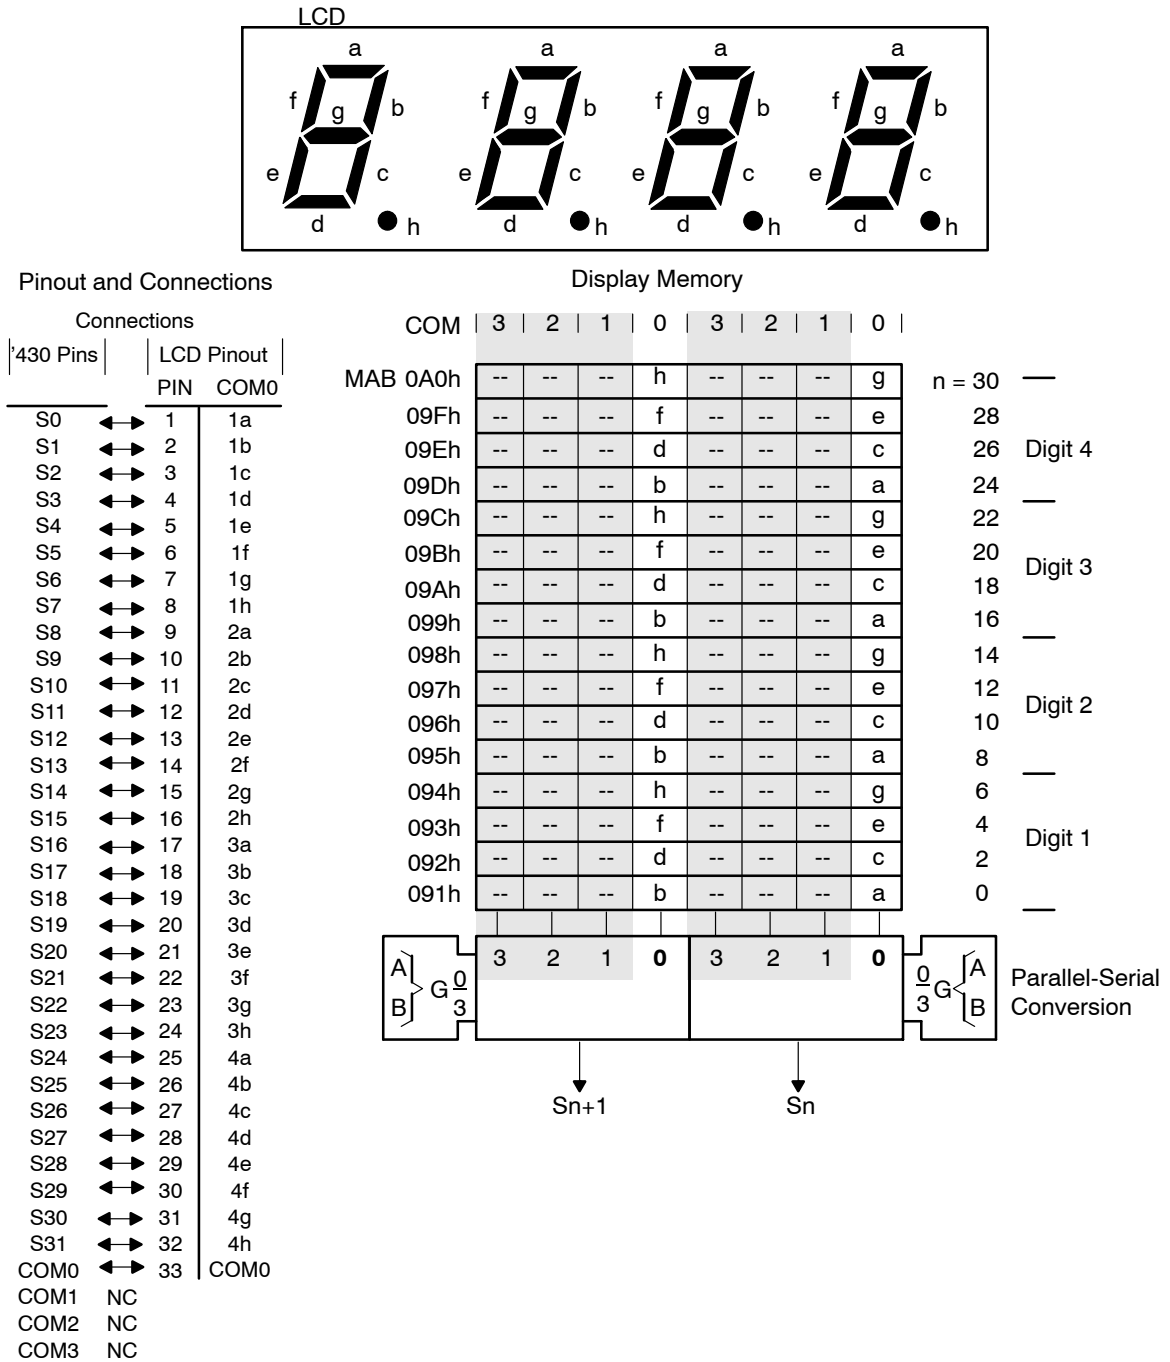 LCD
a a a a
f g b f g b f g b f g b
e c e c e c e c
d h d h d h d h
Pinout and Connections
Connections
'430 Pins LCD Pinout
PIN COM0
S0 1 1a
S1 2 1b
S2 3 1c
S3 4 1d
S4 5 1e
S5 6 1f
S6 7 1g
S7 8 1h
S8 9 2a
S9 10 2b
S10 11 2c
S11 12 2d
S12 13 2e
S13 14 2f
S14 15 2g
S15 16 2h
S16 17 3a
S17 18 3b
S18 19 3c
S19 20 3d
S20 21 3e
S21 22 3f
S22 23 3g
S23 24 3h
S24 25 4a
S25 26 4b
S26 27 4c
S27 28 4d
S28 29 4e
S29 30 4f
S30 31 4g
S31 32 4h
COM0 33 COM0
COM1 NC
COM2 NC
COM3 NC
Display Memory
COM 3 2 1 0 3 2 1 0
MAB 0A0h -- -- -- h -- -- -- g n = 30
09Fh -- -- -- f -- -- -- e 28
09Eh -- -- -- d -- -- -- c 26 Digit 4
09Dh -- -- -- b -- -- -- a 24
09Ch -- -- -- h -- -- -- g 22
09Bh -- -- -- f -- -- -- e 20 Digit 3
09Ah -- -- -- d -- -- -- c 18
099h -- -- -- b -- -- -- a 16
098h -- -- -- h -- -- -- g 14
097h -- -- -- f -- -- -- e 12 Digit 2
096h -- -- -- d -- -- -- c 10
095h -- -- -- b -- -- -- a 8
094h -- -- -- h -- -- -- g 6
093h -- -- -- f -- -- -- e 4 Digit 1
092h -- -- -- d -- -- -- c 2
091h -- -- -- b -- -- -- a 0
3 2 1 0 3 2 1 0
A B G 0 3
0 3 G A B
Parallel-Serial
Conversion
Sn+1 Sn